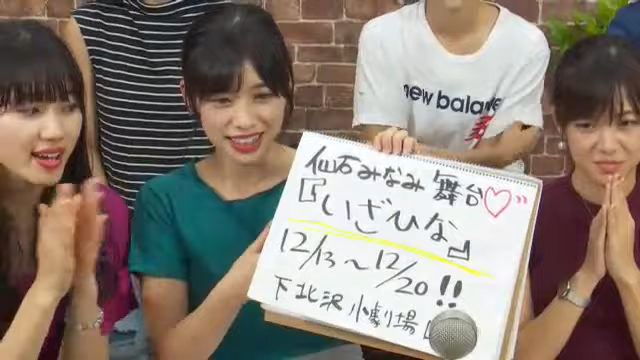 new balance
仙石みなみ 舞台♡
『いざひな』
12/13～12/20!!
下北沢 小劇場